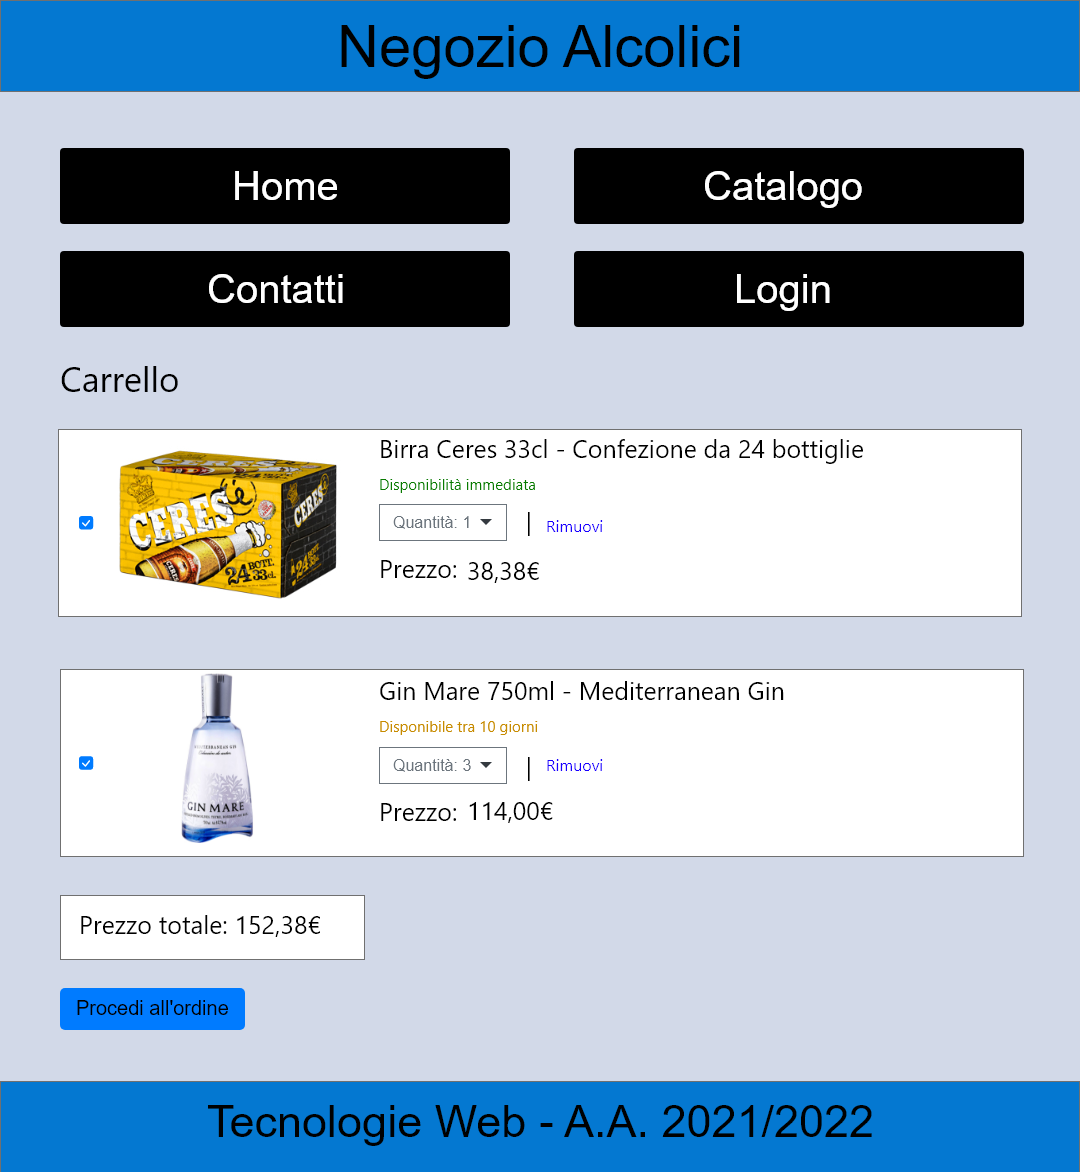 Negozio Alcolici
Home
Catalogo
Contatti
Login
Carrello
CERES
CERES
24 BOTT. 33cl.
Birra Ceres 33cl - Confezione da 24 bottiglie
Disponibilità immediata
Quantità: 1
|
Rimuovi
Prezzo: 38,38€
GIN MARE
Gin Mare 750ml - Mediterranean Gin
Disponibile tra 10 giorni
Quantità: 3
|
Rimuovi
Prezzo: 114,00€
Prezzo totale: 152,38€
Procedi all'ordine
Tecnologie Web - A.A. 2021/2022